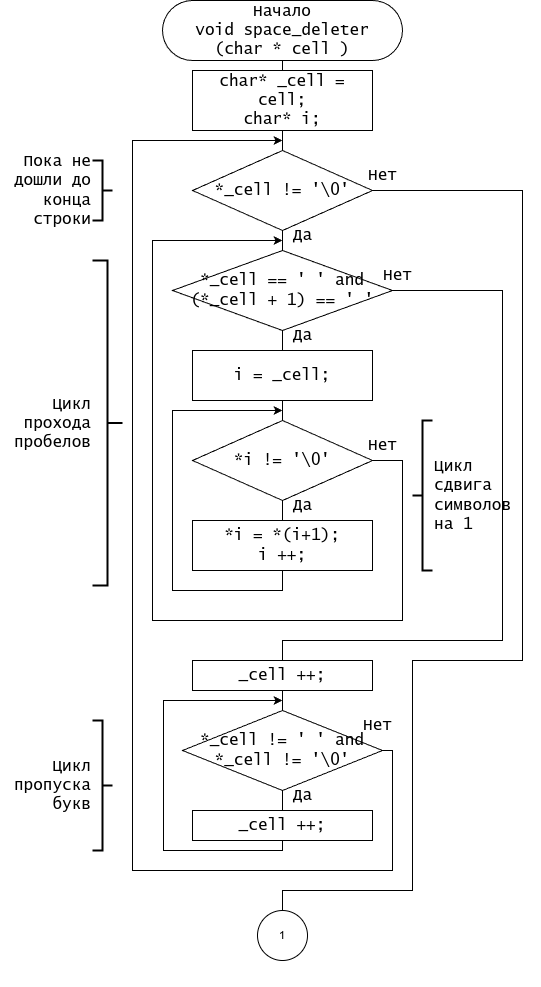 начало
void space_deleter
(char * cell )
char* _cell =
cell;
char* i;
Пока не
дошли до
конца
строки
*_cell != '\0'
нет
Да
*_cell == ' ' and
(*_cell + 1) == ' '
нет
Да
i = _cell;
Цикл
прохода
пробелов
*i != '\0'
нет
Да
Цикл
сдвига
символов
на 1
*i = *(i+1);
i ++;
_cell ++;
*_cell != ' ' and
*_cell != '\0'
нет
Да
Цикл
пропуска
букв
_cell ++;
1